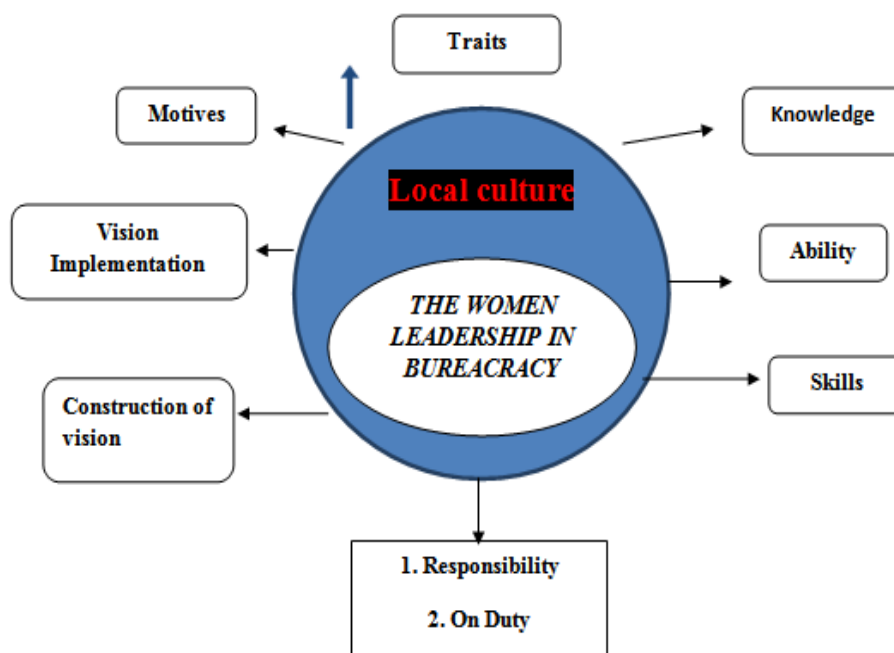 Traits
Motives
Knowledge
Local culture
Vision
Implementation
Ability
THE WOMEN
LEADERSHIP IN
BUREACRACY
Skills
Construction of
vision
1. Responsibility
2. On Duty